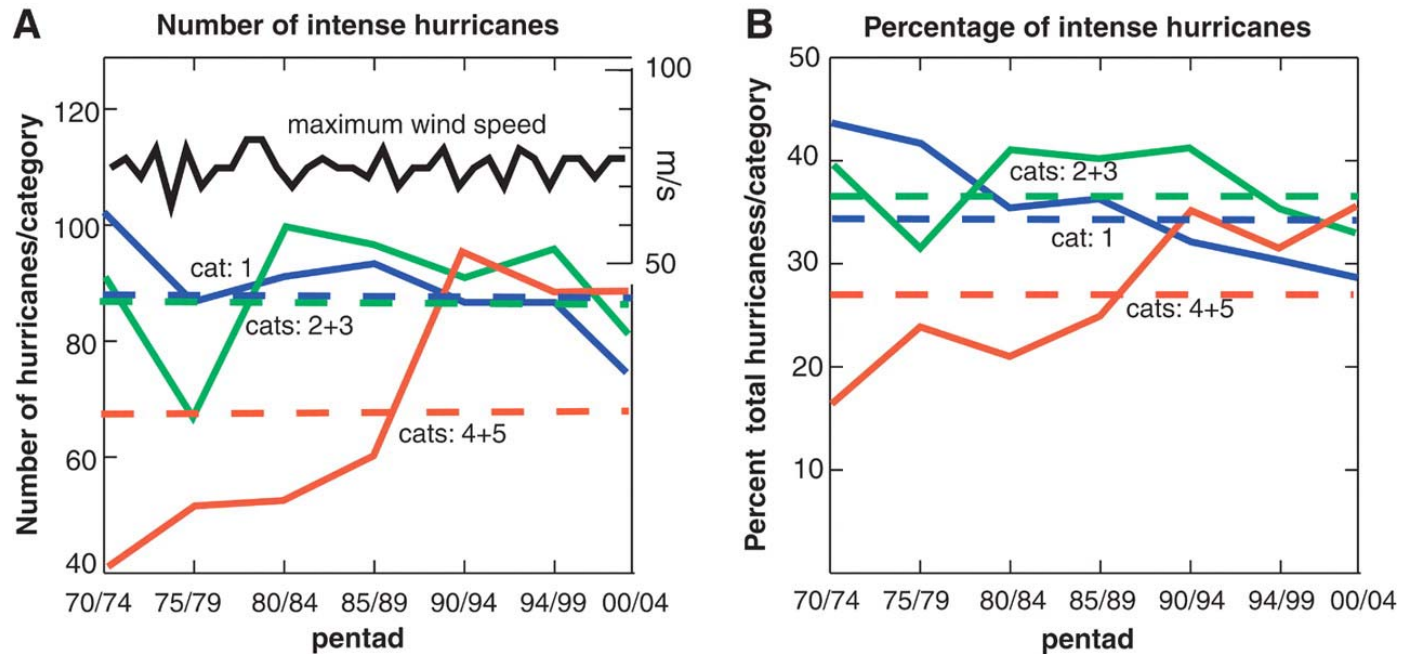 A
Number of intense hurricanes
Number of hurricanes/category
120
100
80
60
40
100
50
m/s
maximum wind speed
cat: 1
cats: 2+3
cats: 4+5
70/74 75/79 80/84 85/89 90/94 94/99 00/04
pentad
B
Percentage of intense hurricanes
Percent total hurricaness/category
50
40
30
20
10
cats: 2+3
cat: 1
cats: 4+5
70/74 75/79 80/84 85/89 90/94 94/99 00/04
pentad